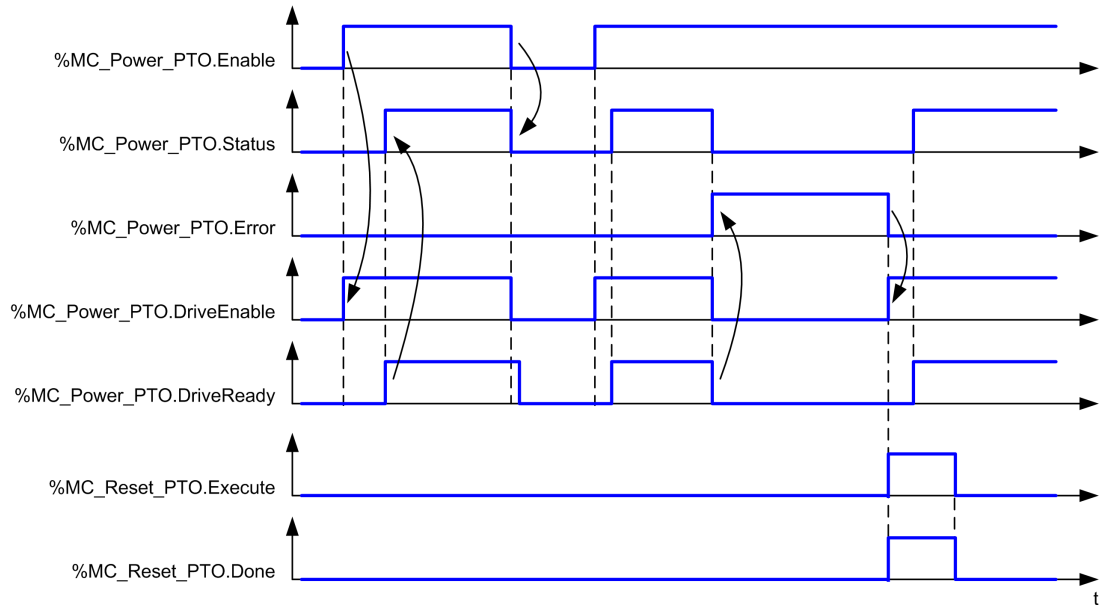 %MC_Power_PTO.Enable
%MC_Power_PTO.Status
%MC_Power_PTO.Error
%MC_Power_PTO.DriveEnable
%MC_Power_PTO.DriveReady
%MC_Reset_PTO.Execute
%MC_Reset_PTO.Done
t